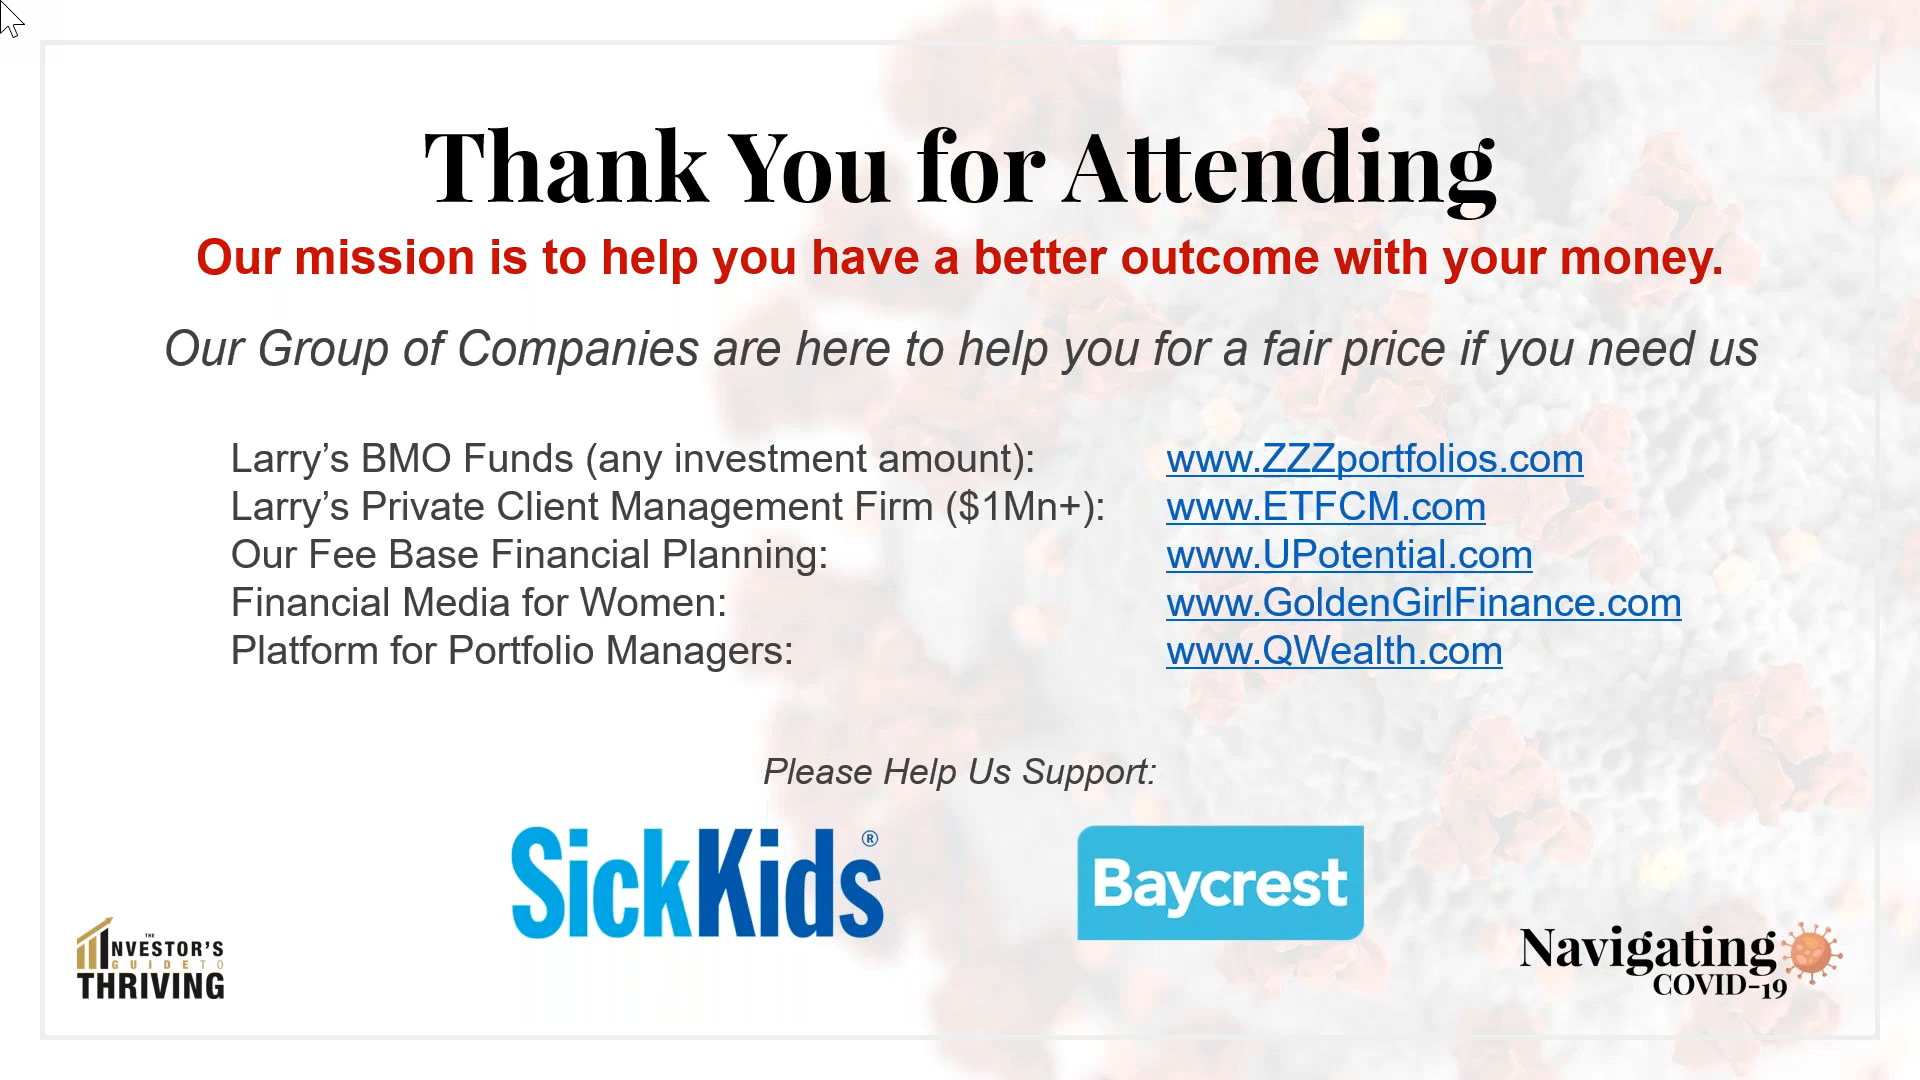 Thank You for Attending
Our mission is to help you have a better outcome with your money.
Our Group of Companies are here to help you for a fair price if you need us
Larry’s BMO Funds (any investment amount): www.ZZZportfolios.com
Larry’s Private Client Management Firm ($1Mn+): www.ETFCM.com
Our Fee Base Financial Planning: www.UPotential.com
Financial Media for Women: www.GoldenGirlFinance.com
Platform for Portfolio Managers: www.QWealth.com
Please Help Us Support:
SickKids®
Baycrest
THE
INVESTOR'S
GUIDE TO
THRIVING
Navigating
COVID-19